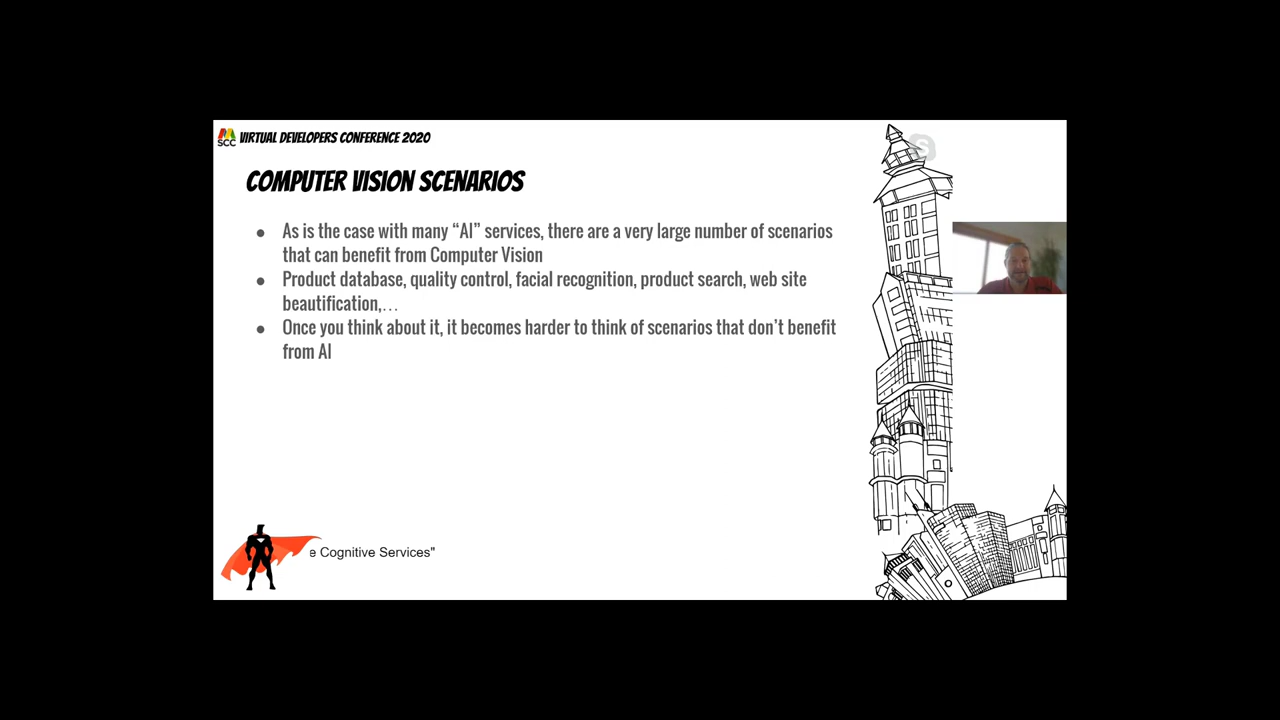 SCC VIRTUAL DEVELOPERS CONFERENCE 2020
COMPUTER VISION SCENARIOS
● As is the case with many “AI” services, there are a very large number of scenarios
that can benefit from Computer Vision
● Product database, quality control, facial recognition, product search, web site
beautification,…
● Once you think about it, it becomes harder to think of scenarios that don’t benefit
from AI
e Cognitive Services"